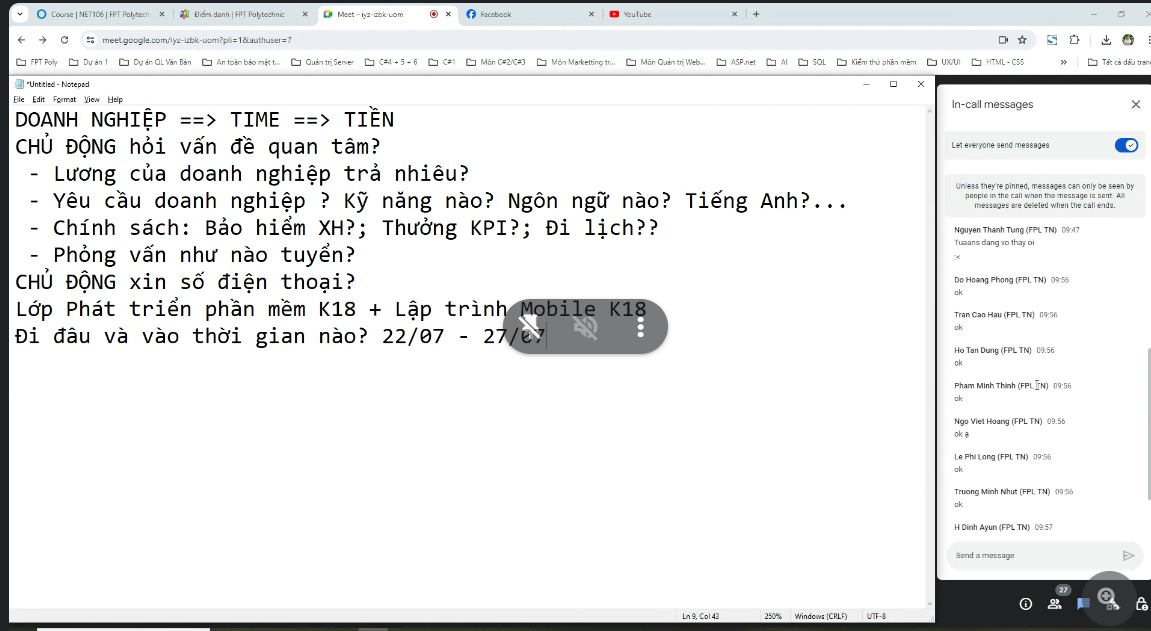 Course | NET106 | FPT Polytech
Điểm danh | FPT Polytechnic
Meet – iyz-izbk-uom
Facebook
YouTube
meet.google.com/iyz-izbk-uom?pli=1&authuser=7
FPT Poly
Dự án 1
Dự án QL Văn Bản
An toàn bảo mật t...
Quản trị Server
C#4 + 5 + 6
C#1
Môn C#2/C#3
Môn Marketting tr...
Môn Quản trị Web...
ASP.net
AI
SQL
Kiểm thử phần mềm
UX/UI
HTML - CSS
»
Tất cả dấu tran
*Untitled - Notepad
File Edit Format View Help
DOANH NGHIỆP ==> TIME ==> TIỀN
CHỦ ĐỘNG hỏi vấn đề quan tâm?
- Lương của doanh nghiệp trả nhiêu?
- Yêu cầu doanh nghiệp ? Kỹ năng nào? Ngôn ngữ nào? Tiếng Anh?...
- Chính sách: Bảo hiểm XH?; Thưởng KPI?; Đi lịch??
- Phỏng vấn như nào tuyển?
CHỦ ĐỘNG xin số điện thoại?
Lớp Phát triển phần mềm K18 + Lập trình Mobile K18
Đi đâu và vào thời gian nào? 22/07 - 27/07
Ln 9, Col 43
250%
Windows (CRLF)
UTF-8
In-call messages
Let everyone send messages
Unless they're pinned, messages can only be seen by
people in the call when the message is sent. All
messages are deleted when the call ends.
Nguyen Thanh Tung (FPL TN) 09:47
Tuaans dang vo thay oi
:<
Do Hoang Phong (FPL TN) 09:56
ok
Tran Cao Hau (FPL TN) 09:56
ok
Ho Tan Dung (FPL TN) 09:56
ok
Pham Minh Thinh (FPL TN) 09:56
ok
Ngo Viet Hoang (FPL TN) 09:56
ok ạ
Le Phi Long (FPL TN) 09:56
ok
Truong Minh Nhut (FPL TN) 09:56
ok
H Dinh Ayun (FPL TN) 09:57
Send a message
27